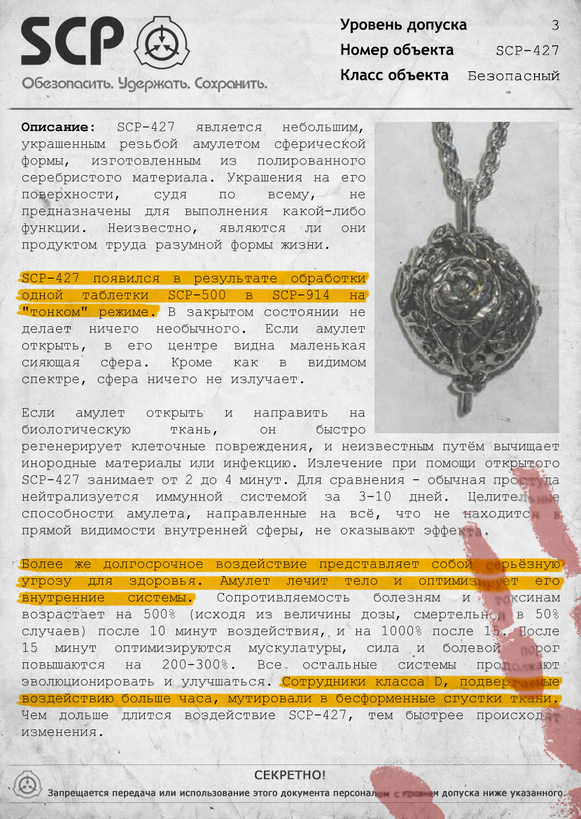 SCP
Обезопасить. Удержать. Сохранить.
Уровень допуска 3
Номер объекта SCP-427
Класс объекта Безопасный
Описание: SCP-427 является небольшим,
украшенным резьбой амулетом сферической
формы, изготовленным из полированного
серебристого материала. Украшения на его
поверхности, судя по всему, не
предназначены для выполнения какой-либо
функции. Неизвестно, являются ли они
продуктом труда разумной формы жизни.
SCP-427 появился в результате обработки
одной таблетки SCP-500 в SCP-914 на
"тонком" режиме. В закрытом состоянии не
делает ничего необычного. Если амулет
открыть, в его центре видна маленькая
сияющая сфера. Кроме как в видимом
спектре, сфера ничего не излучает.
Если амулет открыть и направить на
биологическую ткань, он быстро
регенерирует клеточные повреждения, и неизвестным путём вычищает
инородные материалы или инфекцию. Излечение при помощи открытого
SCP-427 занимает от 2 до 4 минут. Для сравнения - обычная простуда
нейтрализуется иммунной системой за 3-10 дней. Целительные
способности амулета, направленные на всё, что не находится в
прямой видимости внутренней сферы, не оказывают эффекта.
Более же долгосрочное воздействие представляет собой серьёзную
угрозу для здоровья. Амулет лечит тело и оптимизирует его
внутренние системы. Сопротивляемость болезням и токсинам
возрастает на 500% (исходя из величины дозы, смертельной в 50%
случаев) после 10 минут воздействия, и на 1000% после 15. После
15 минут оптимизируются мускулатуры, сила и болевой порог
повышаются на 200-300%. Все остальные системы продолжают
эволюционировать и улучшаться. Сотрудники класса D, подвергаемые
воздействию больше часа, мутировали в бесформенные сгустки ткани.
Чем дольше длится воздействие SCP-427, тем быстрее происходят
изменения.
СЕКРЕТНО!
Запрещается передача или использование этого документа персоналом с уровнем допуска ниже указанного.